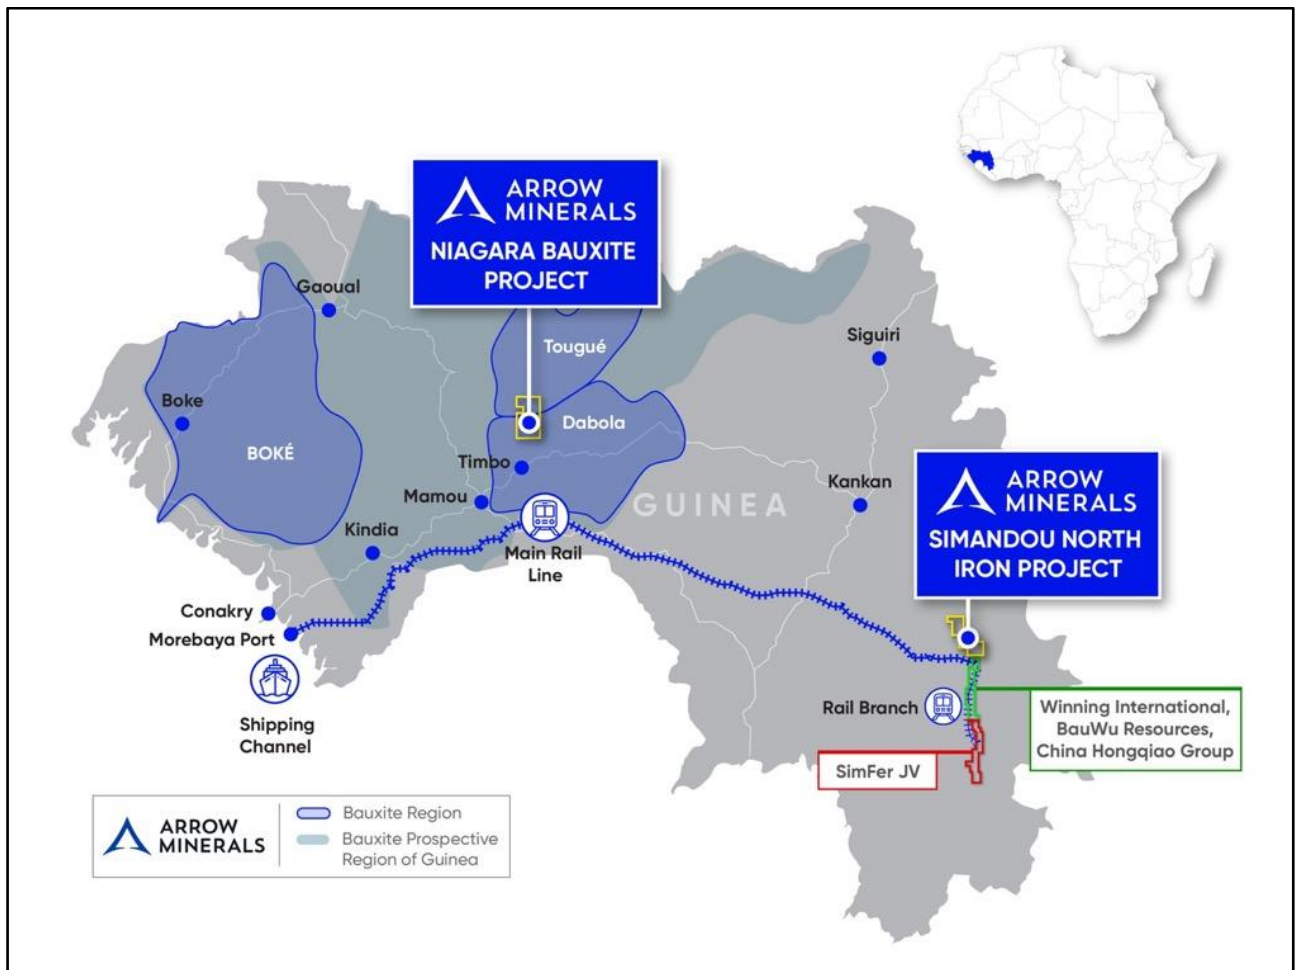 ARROW
MINERALS
NIAGARA BAUXITE
PROJECT
Gaoual
Tougué
Siguiri
Boke
Dabola
BOKÉ
Timbo
Mamou
GUINEA
Kankan
ARROW
MINERALS
SIMANDOU NORTH
IRON PROJECT
Kindia
Main Rail
Line
Conakry
Morebaya Port
Shipping
Channel
Rail Branch
Winning International,
BauWu Resources,
China Hongqiao Group
SimFer JV
ARROW
MINERALS
Bauxite Region
Bauxite Prospective
Region of Guinea